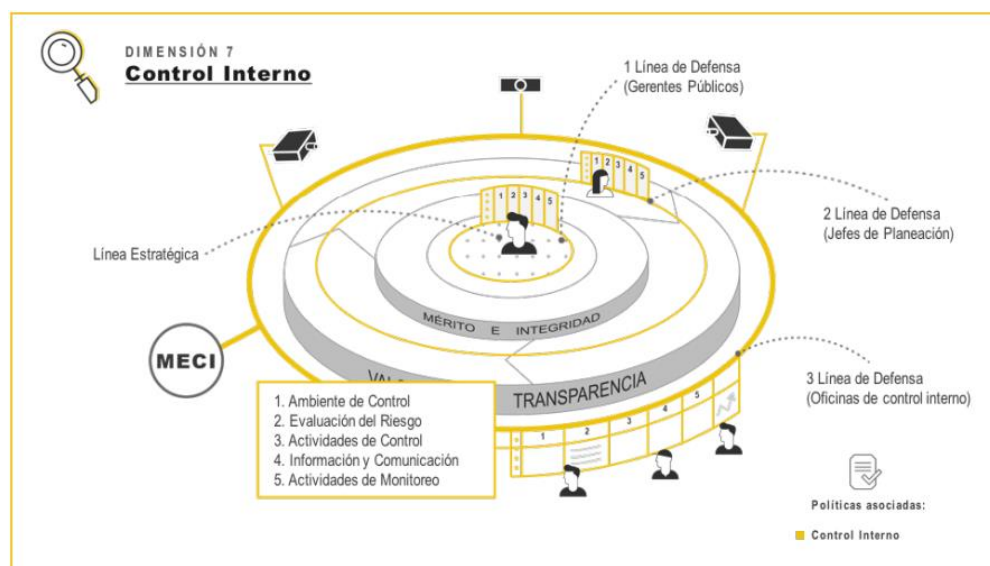 DIMENSIÓN 7
Control Interno
1 Línea de Defensa
(Gerentes Públicos)
1 2 3 4 5
1 2 3 4 5
2 Línea de Defensa
(Jefes de Planeación)
Línea Estratégica
MÉRITO E INTEGRIDAD
MECI
TRANSPARENCIA
3 Línea de Defensa
(Oficinas de control interno)
1. Ambiente de Control
2. Evaluación del Riesgo
3. Actividades de Control
4. Información y Comunicación
5. Actividades de Monitoreo
1 2 3 4 5
Políticas asociadas:
Control Interno